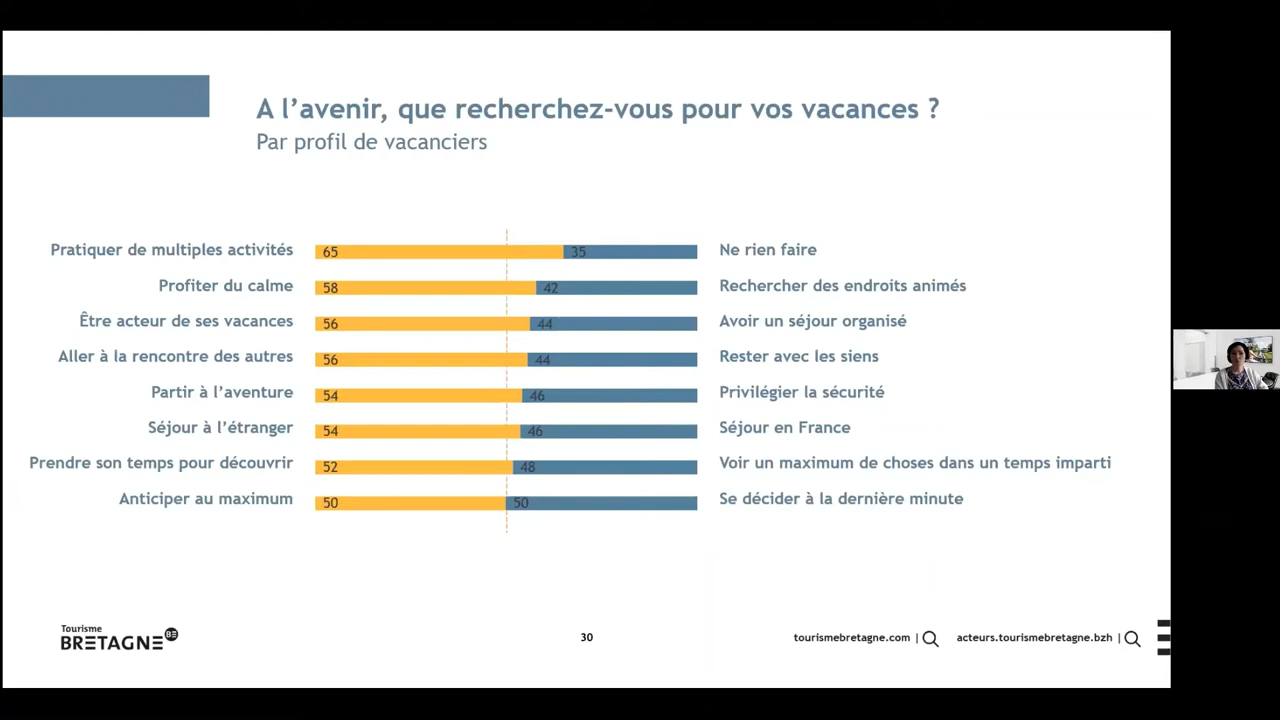 A l’avenir, que recherchez-vous pour vos vacances ?
Par profil de vacanciers
Pratiquer de multiples activités 65 35 Ne rien faire
Profiter du calme 58 42 Rechercher des endroits animés
Être acteur de ses vacances 56 44 Avoir un séjour organisé
Aller à la rencontre des autres 56 44 Rester avec les siens
Partir à l’aventure 54 46 Privilégier la sécurité
Séjour à l’étranger 54 46 Séjour en France
Prendre son temps pour découvrir 52 48 Voir un maximum de choses dans un temps imparti
Anticiper au maximum 50 50 Se décider à la dernière minute
Tourisme
BRETAGNE BE
30
tourismebretagne.com | acteurs.tourismebretagne.bzh |